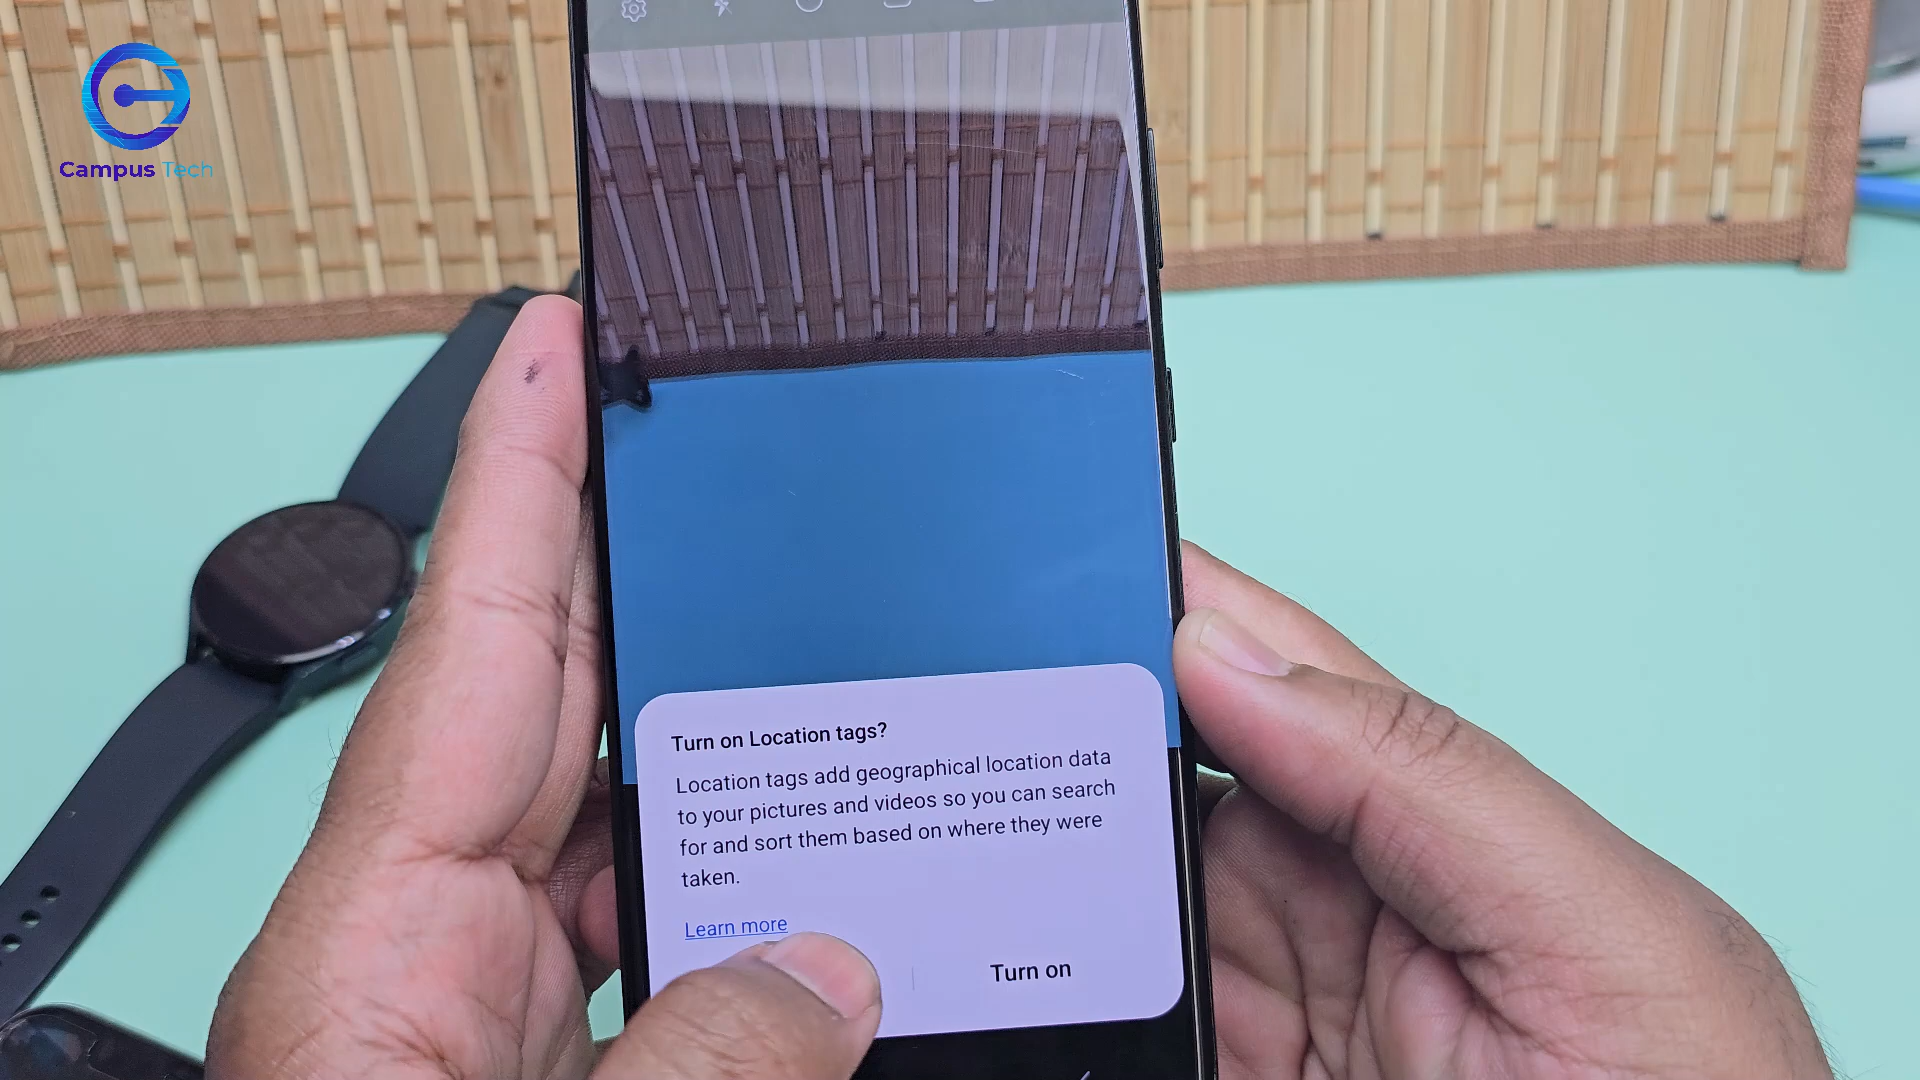 Campus Tech
Turn on Location tags?
Location tags add geographical location data
to your pictures and videos so you can search
for and sort them based on where they were
taken.
Learn more
Turn on